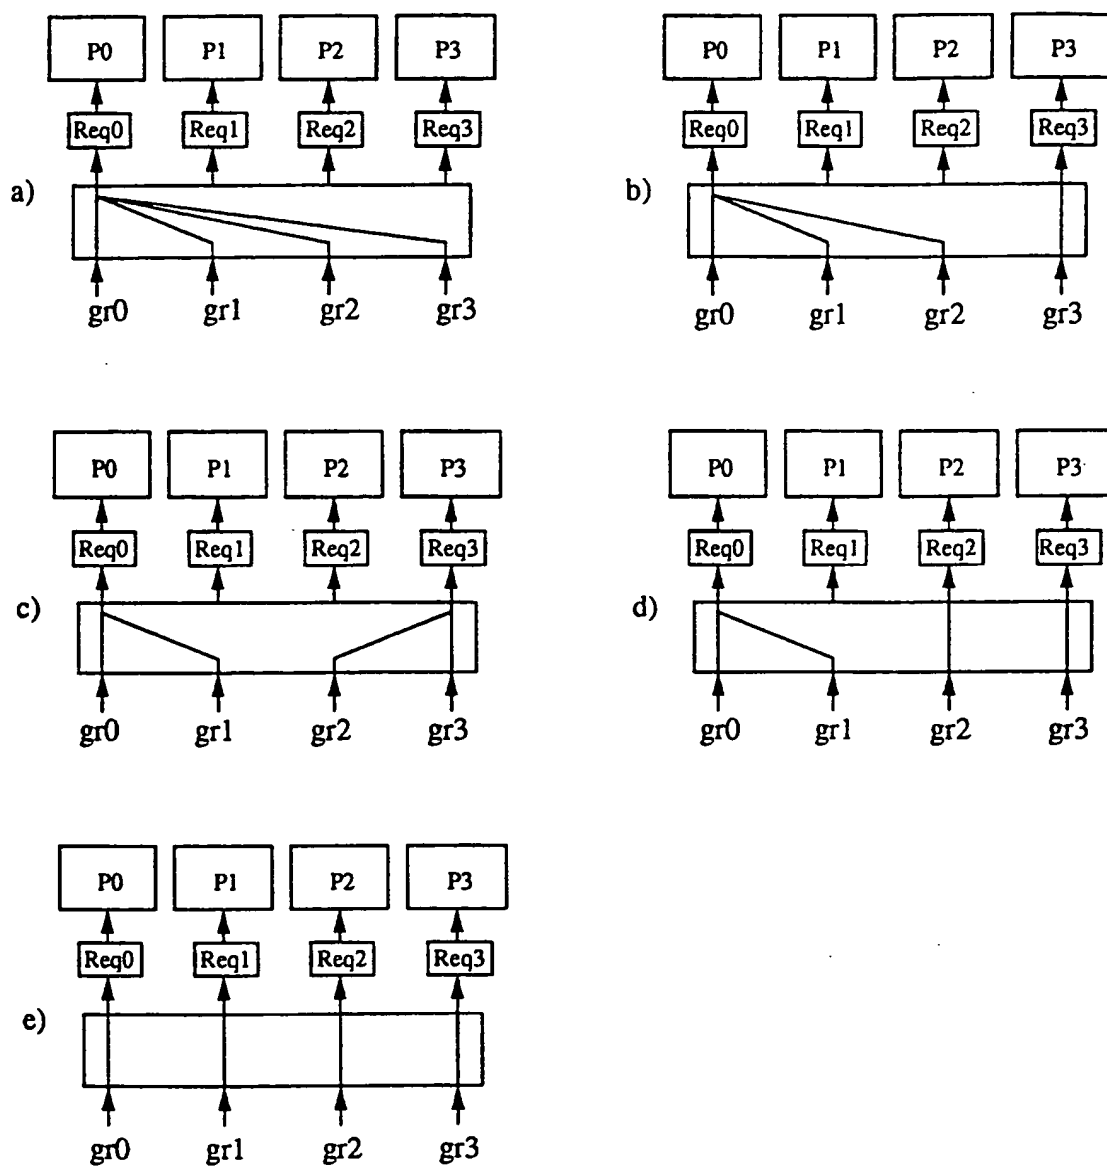 P0 P1 P2 P3
Req0 Req1 Req2 Req3
a)
gr0 gr1 gr2 gr3
P0 P1 P2 P3
Req0 Req1 Req2 Req3
b)
gr0 gr1 gr2 gr3
P0 P1 P2 P3
Req0 Req1 Req2 Req3
c)
gr0 gr1 gr2 gr3
P0 P1 P2 P3
Req0 Req1 Req2 Req3
d)
gr0 gr1 gr2 gr3
P0 P1 P2 P3
Req0 Req1 Req2 Req3
e)
gr0 gr1 gr2 gr3